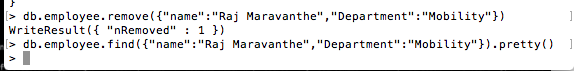 }
[> db.employee.remove({"name":"Raj Maravanthe","Department":"Mobility"})
WriteResult({ "nRemoved" : 1 })
[> db.employee.find({"name":"Raj Maravanthe","Department":"Mobility"}).pretty()
>